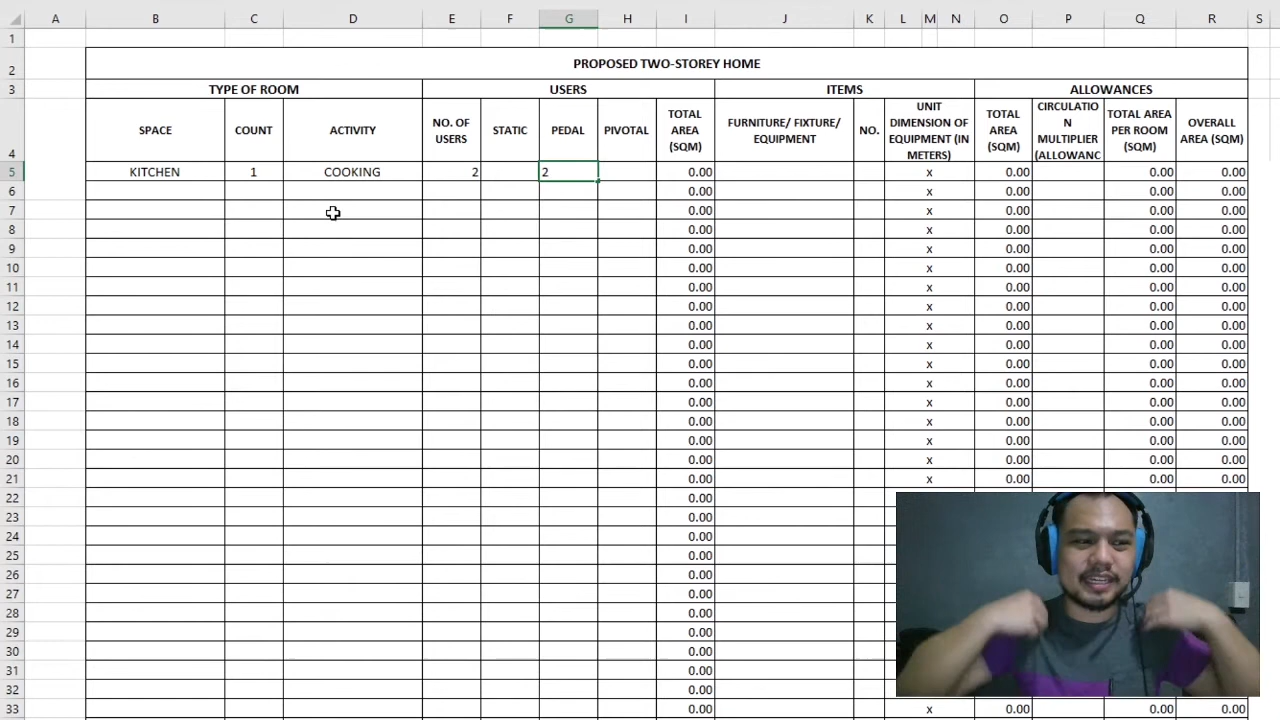 A B C D E F G H I J K L M N O P Q R S
1
2 PROPOSED TWO-STOREY HOME
3 TYPE OF ROOM USERS ITEMS ALLOWANCES
4 SPACE COUNT ACTIVITY NO. OF USERS STATIC PEDAL PIVOTAL TOTAL AREA (SQM) FURNITURE/ FIXTURE/ EQUIPMENT NO. UNIT DIMENSION OF EQUIPMENT (IN METERS) TOTAL AREA (SQM) CIRCULATIO N MULTIPLIER (ALLOWANC TOTAL AREA PER ROOM (SQM) OVERALL AREA (SQM)
5 KITCHEN 1 COOKING 2 2 0.00 x 0.00 0.00 0.00
6 0.00 x 0.00 0.00 0.00
7 0.00 x 0.00 0.00 0.00
8 0.00 x 0.00 0.00 0.00
9 0.00 x 0.00 0.00 0.00
10 0.00 x 0.00 0.00 0.00
11 0.00 x 0.00 0.00 0.00
12 0.00 x 0.00 0.00 0.00
13 0.00 x 0.00 0.00 0.00
14 0.00 x 0.00 0.00 0.00
15 0.00 x 0.00 0.00 0.00
16 0.00 x 0.00 0.00 0.00
17 0.00 x 0.00 0.00 0.00
18 0.00 x 0.00 0.00 0.00
19 0.00 x 0.00 0.00 0.00
20 0.00 x 0.00 0.00 0.00
21 0.00 x 0.00 0.00 0.00
22 0.00
23 0.00
24 0.00
25 0.00
26 0.00
27 0.00
28 0.00
29 0.00
30 0.00
31 0.00
32 0.00
33 0.00 x 0.00 0.00 0.00